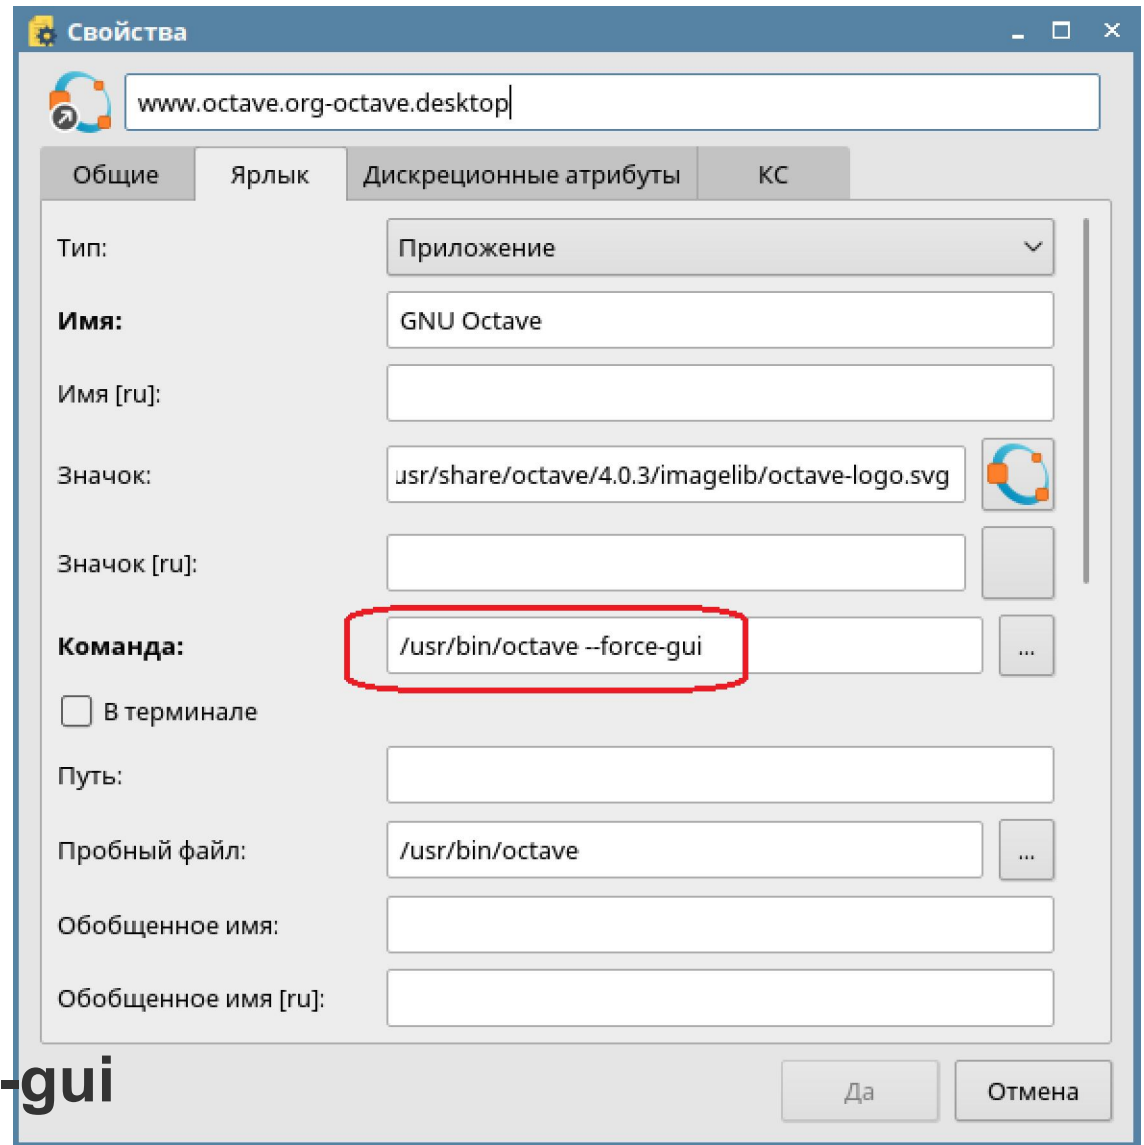 Свойства
www.octave.org-octave.desktop
Общие Ярлык Дискреционные атрибуты КС
Тип: Приложение
Имя: GNU Octave
Имя [ru]:
Значок: usr/share/octave/4.0.3/imagelib/octave-logo.svg
Значок [ru]:
Команда: /usr/bin/octave --force-gui ...
В терминале
Путь:
Пробный файл: /usr/bin/octave ...
Обобщенное имя:
Обобщенное имя [ru]:
-gui
Да Отмена